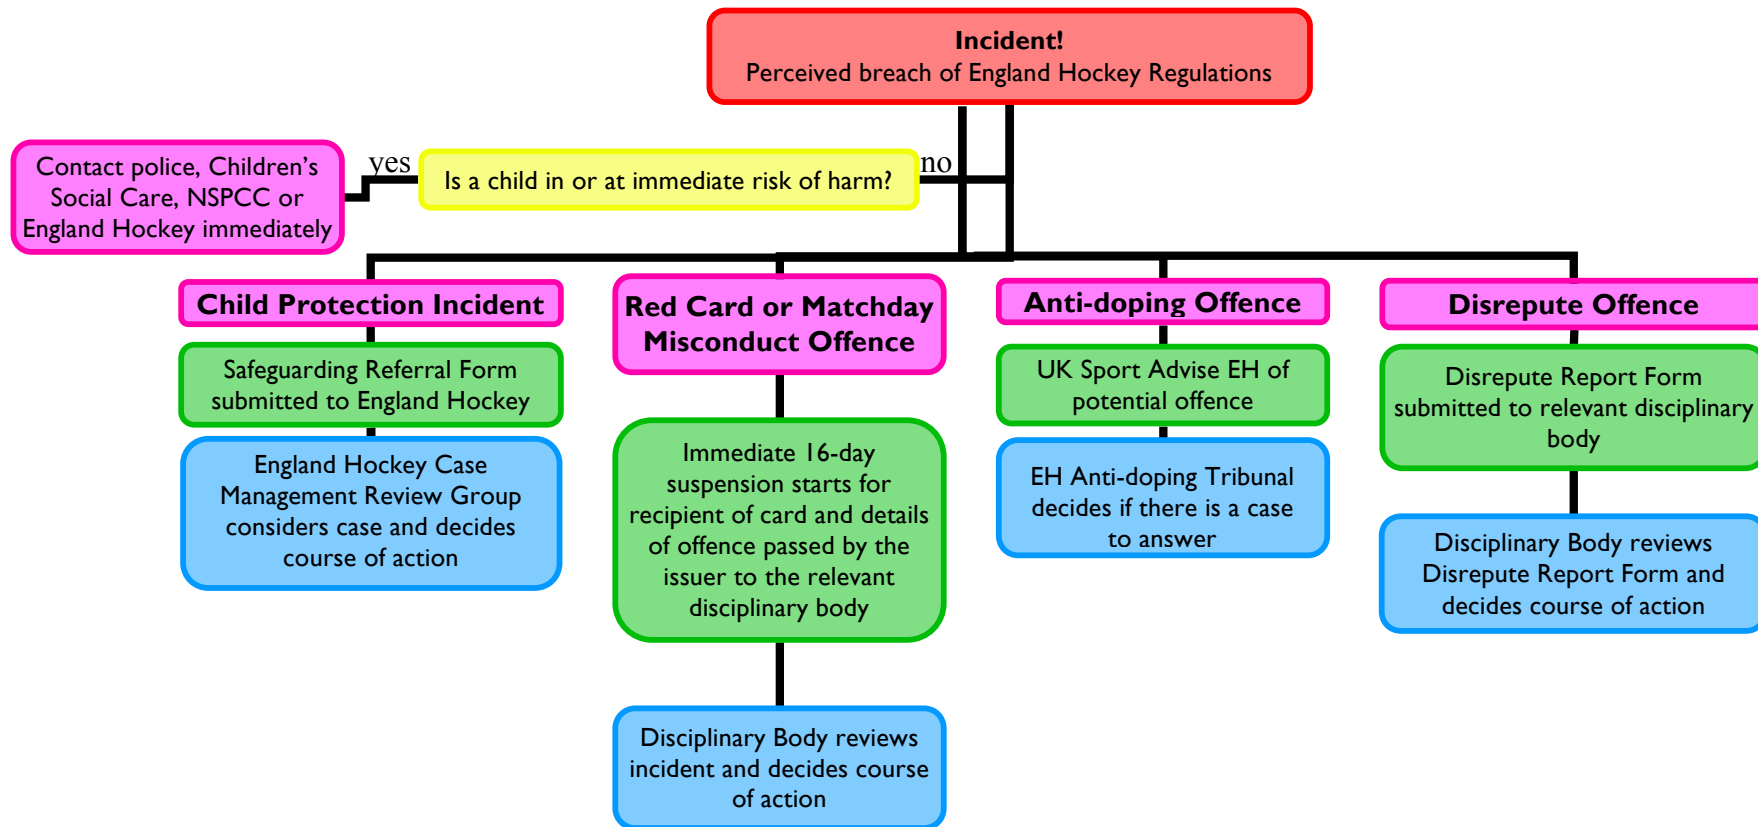 Incident!
Perceived breach of England Hockey Regulations
Contact police, Children’s
Social Care, NSPCC or
England Hockey immediately
yes
Is a child in or at immediate risk of harm?
no
Child Protection Incident
Safeguarding Referral Form
submitted to England Hockey
England Hockey Case
Management Review Group
considers case and decides
course of action
Red Card or Matchday
Misconduct Offence
Immediate 16-day
suspension starts for
recipient of card and details
of offence passed by the
issuer to the relevant
disciplinary body
Disciplinary Body reviews
incident and decides course
of action
Anti-doping Offence
UK Sport Advise EH of
potential offence
EH Anti-doping Tribunal
decides if there is a case
to answer
Disrepute Offence
Disrepute Report Form
submitted to relevant disciplinary
body
Disciplinary Body reviews
Disrepute Report Form and
decides course of action